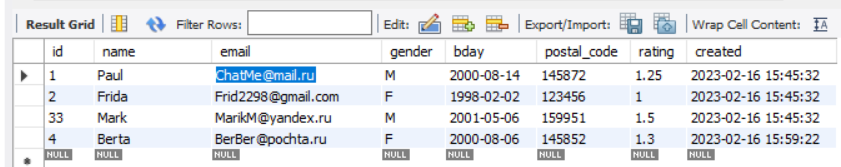 Result Grid Filter Rows: Edit: Export/Import: Wrap Cell Content: IA
id name email gender bday postal_code rating created
1 Paul ChatMe@mail.ru M 2000-08-14 145872 1.25 2023-02-16 15:45:32
2 Frida Frid2298@gmail.com F 1998-02-02 123456 1 2023-02-16 15:45:32
33 Mark MarikM@yandex.ru M 2001-05-06 159951 1.5 2023-02-16 15:45:32
4 Berta BerBer@pochta.ru F 2000-08-06 145852 1.3 2023-02-16 15:59:22
NULL NULL NULL NULL NULL NULL NULL NULL